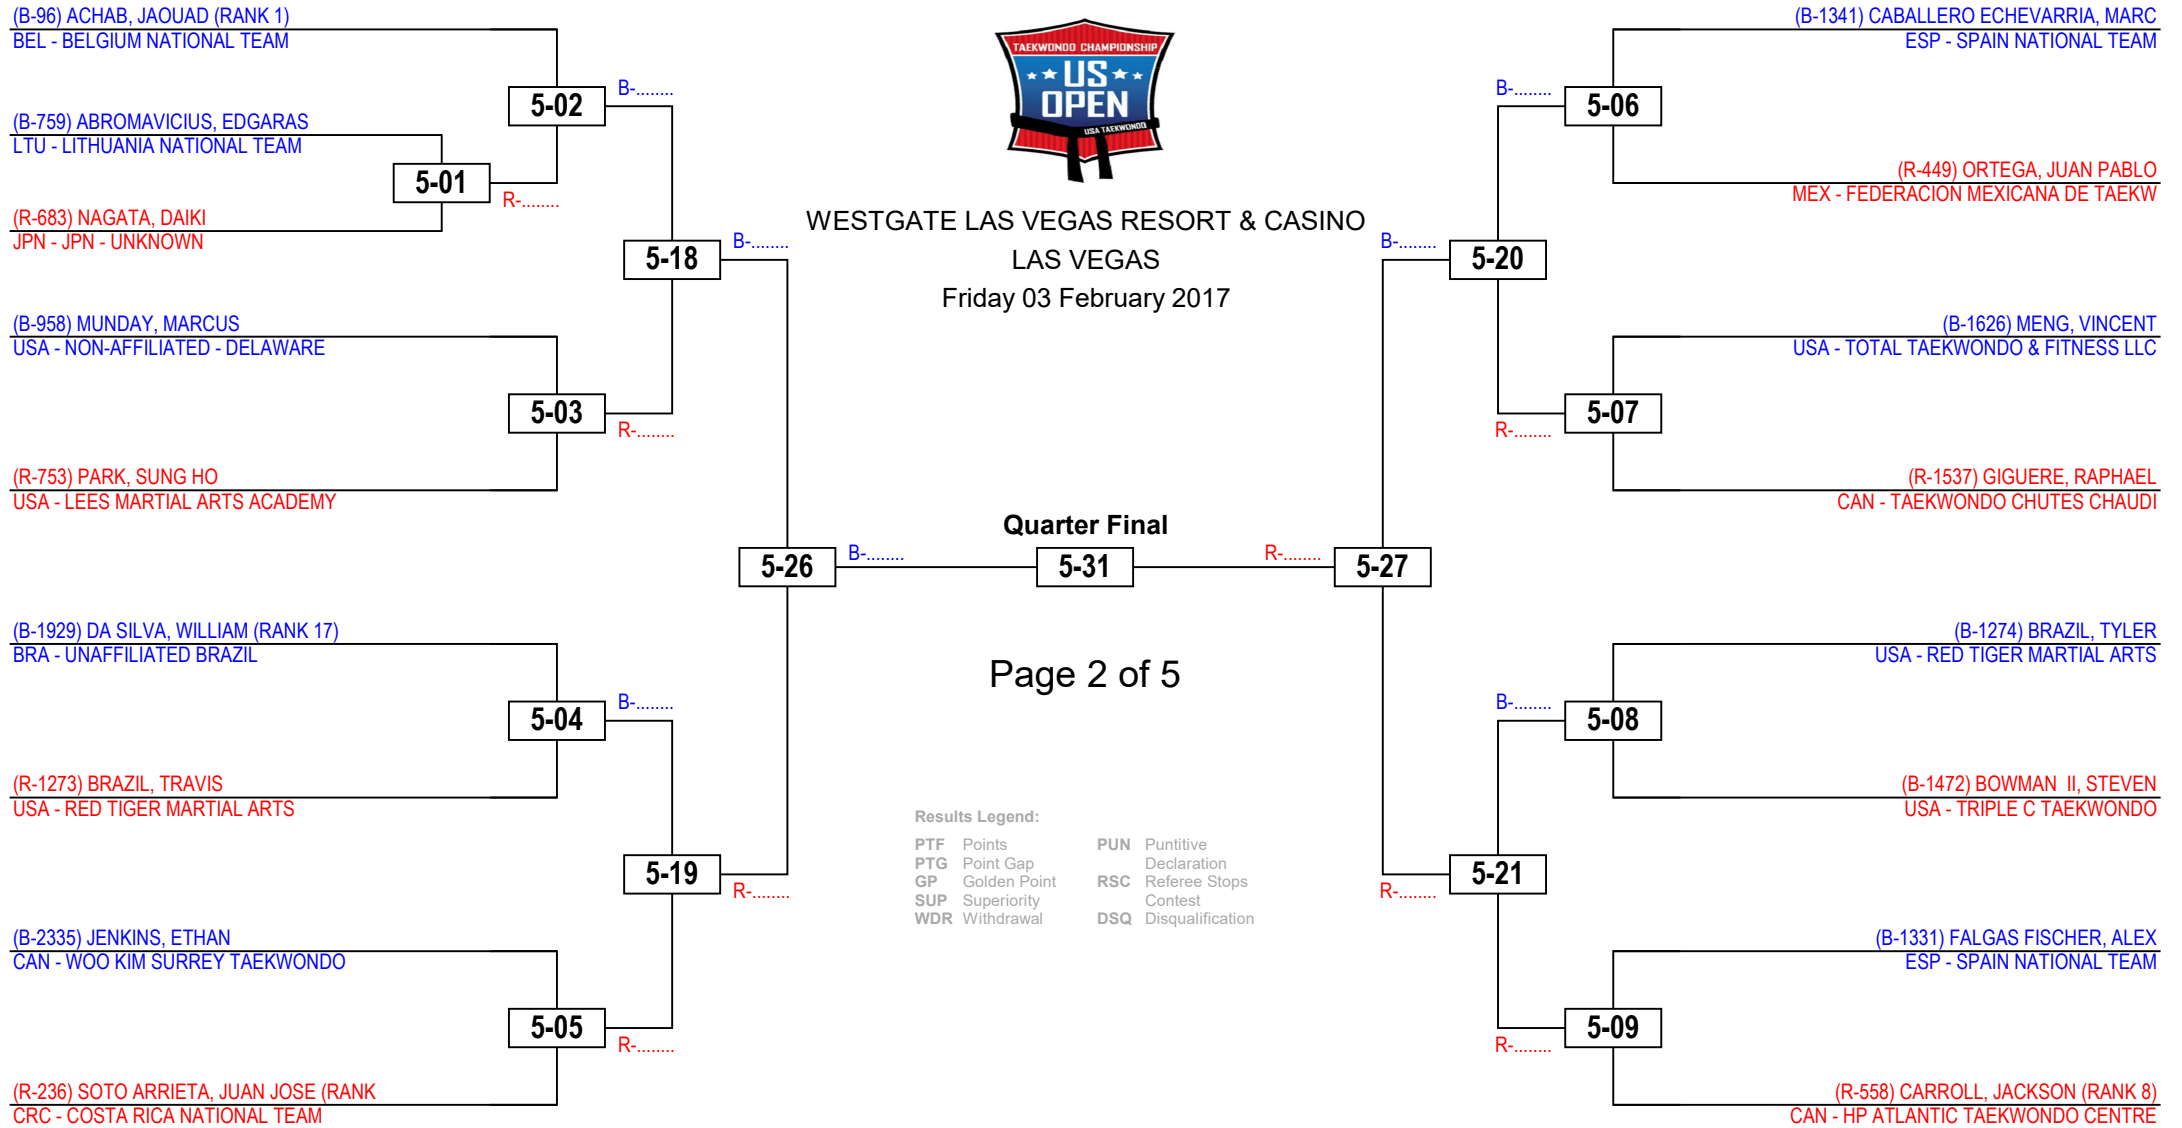 (B-96) ACHAB, JAOUAD (RANK 1)
BEL - BELGIUM NATIONAL TEAM
5-02
B-........
(B-759) ABROMAVICIUS, EDGARAS
LTU - LITHUANIA NATIONAL TEAM
5-01
R-........
(R-683) NAGATA, DAIKI
JPN - JPN - UNKNOWN
5-18
B-........
(B-958) MUNDAY, MARCUS
USA - NON-AFFILIATED - DELAWARE
5-03
R-........
(R-753) PARK, SUNG HO
USA - LEES MARTIAL ARTS ACADEMY
5-26
B-........
(B-1929) DA SILVA, WILLIAM (RANK 17)
BRA - UNAFFILIATED BRAZIL
5-04
B-........
(R-1273) BRAZIL, TRAVIS
USA - RED TIGER MARTIAL ARTS
5-19
R-........
(B-2335) JENKINS, ETHAN
CAN - WOO KIM SURREY TAEKWONDO
5-05
R-........
(R-236) SOTO ARRIETA, JUAN JOSE (RANK
CRC - COSTA RICA NATIONAL TEAM
TAEKWONDO CHAMPIONSHIP
US
OPEN
USA TAEKWONDO
WESTGATE LAS VEGAS RESORT & CASINO
LAS VEGAS
Friday 03 February 2017
Quarter Final
5-31
Page 2 of 5
Results Legend:
PTF Points
PTG Point Gap
GP Golden Point
SUP Superiority
WDR Withdrawal
PUN Puntitive
Declaration
RSC Referee Stops
Contest
DSQ Disqualification
(B-1341) CABALLERO ECHEVARRIA, MARC
ESP - SPAIN NATIONAL TEAM
B-........
5-06
(R-449) ORTEGA, JUAN PABLO
MEX - FEDERACION MEXICANA DE TAEKW
B-........
5-20
(B-1626) MENG, VINCENT
USA - TOTAL TAEKWONDO & FITNESS LLC
5-07
R-........
(R-1537) GIGUERE, RAPHAEL
CAN - TAEKWONDO CHUTES CHAUDI
R-........
5-27
(B-1274) BRAZIL, TYLER
USA - RED TIGER MARTIAL ARTS
B-........
5-08
(B-1472) BOWMAN  II, STEVEN
USA - TRIPLE C TAEKWONDO
5-21
R-........
(B-1331) FALGAS FISCHER, ALEX
ESP - SPAIN NATIONAL TEAM
5-09
R-........
(R-558) CARROLL, JACKSON (RANK 8)
CAN - HP ATLANTIC TAEKWONDO CENTRE